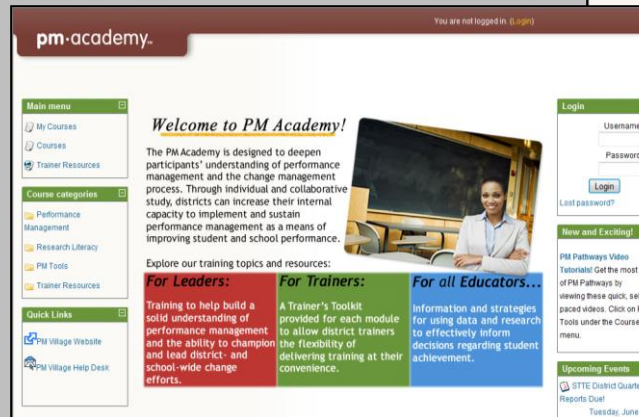 You are not logged in. (Login)
pm·academy™
Main menu
My Courses
Courses
Trainer Resources
Course categories
Performance
Management
Research Literacy
PM Tools
Trainer Resources
Quick Links
PM Village Website
PM Village Help Desk
Welcome to PM Academy!
The PM Academy is designed to deepen
participants' understanding of performance
management and the change management
process. Through individual and collaborative
study, districts can increase their internal
capacity to implement and sustain
performance management as a means of
improving student and school performance.
Explore our training topics and resources:
For Leaders:
Training to help build a
solid understanding of
performance management
and the ability to champion
and lead district- and
school-wide change
efforts.
For Trainers:
A Trainer's Toolkit
provided for each module
to allow district trainers
the flexibility of
delivering training at their
convenience.
For all Educators...
Information and strategies
for using data and research
to effectively inform
decisions regarding student
achievement.
Login
Username
Password
Login
Lost password?
New and Exciting!
PM Pathways Video
Tutorials! Get the most
of PM Pathways by
viewing these quick,
paced videos. Click on
Tools under the Course
menu.
Upcoming Events
STTE District
Reports Due!
Tuesday, June